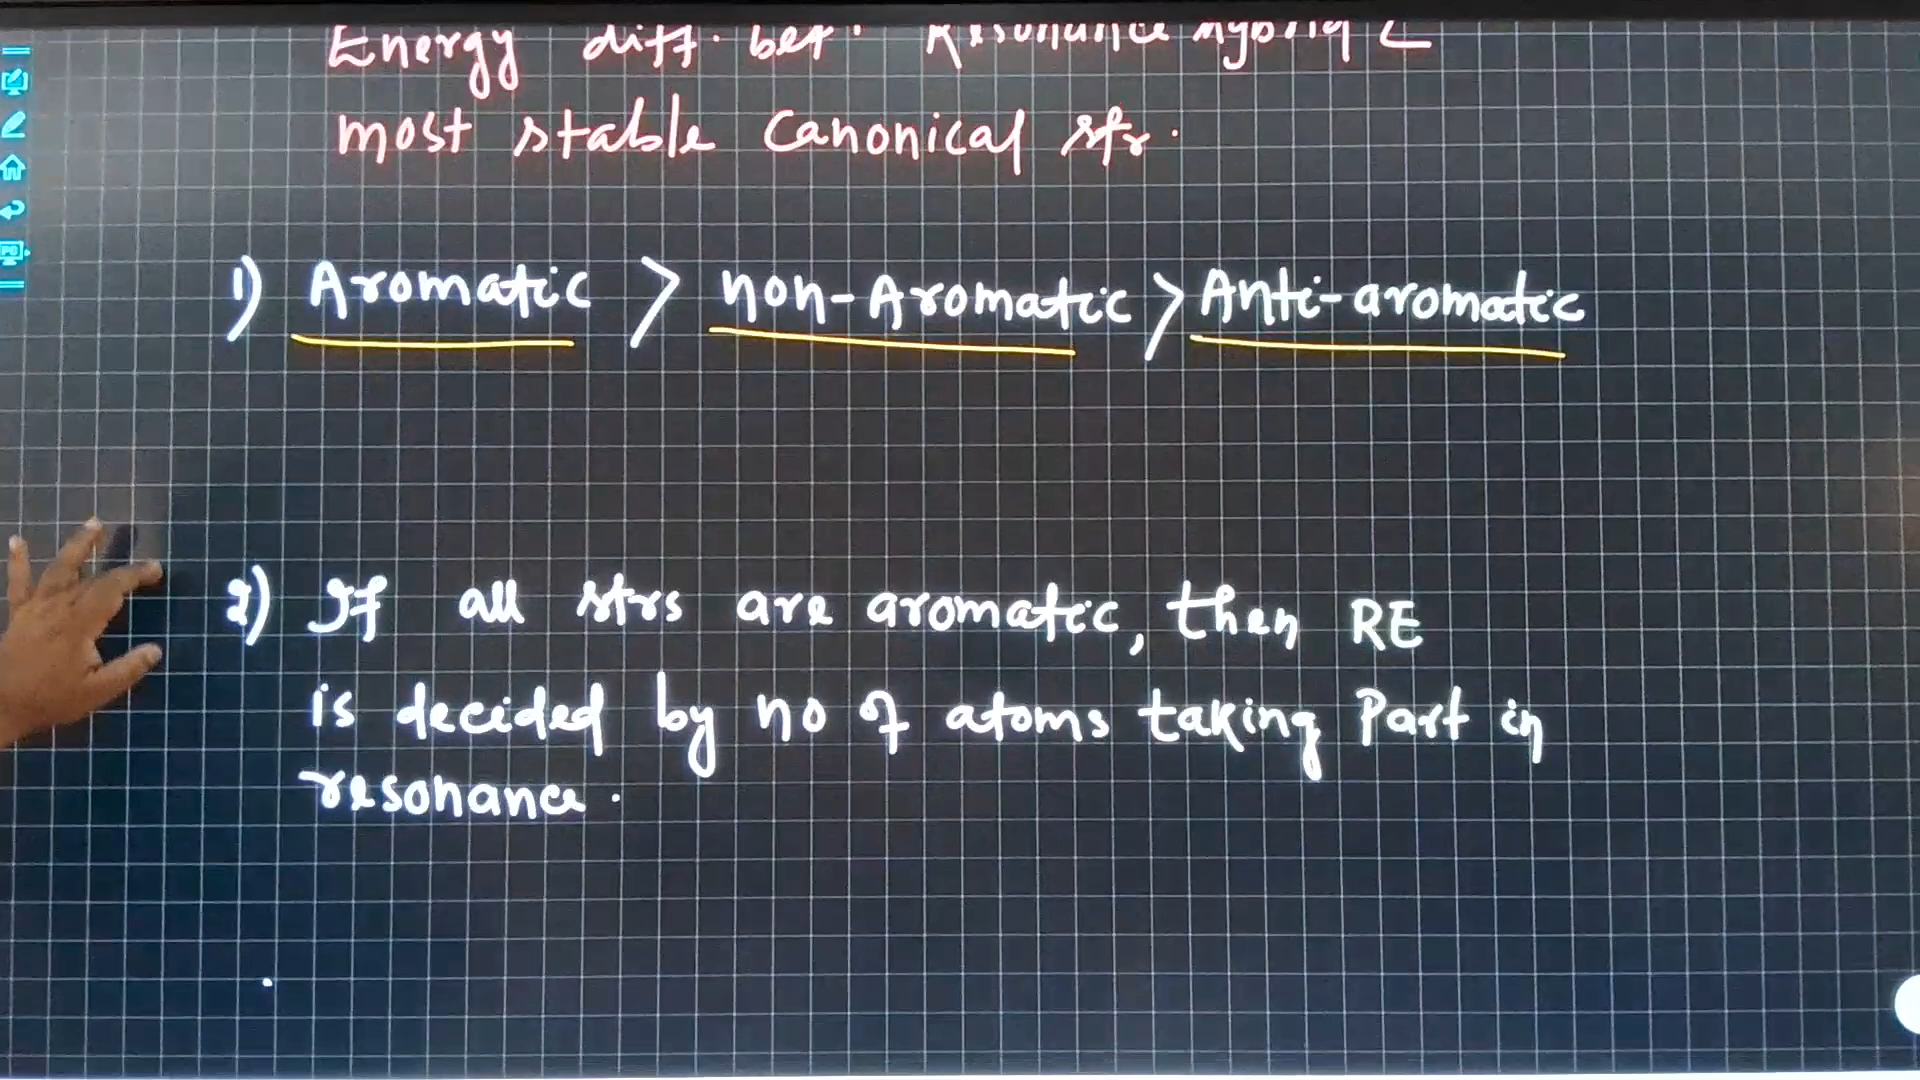 Energy diff. bet. Resonance hybrid &
most stable Canonical str.
1) Aromatic > non-Aromatic > Anti-aromatic
2) If all strs are aromatic, then RE
is decided by no of atoms taking Part in
resonance.